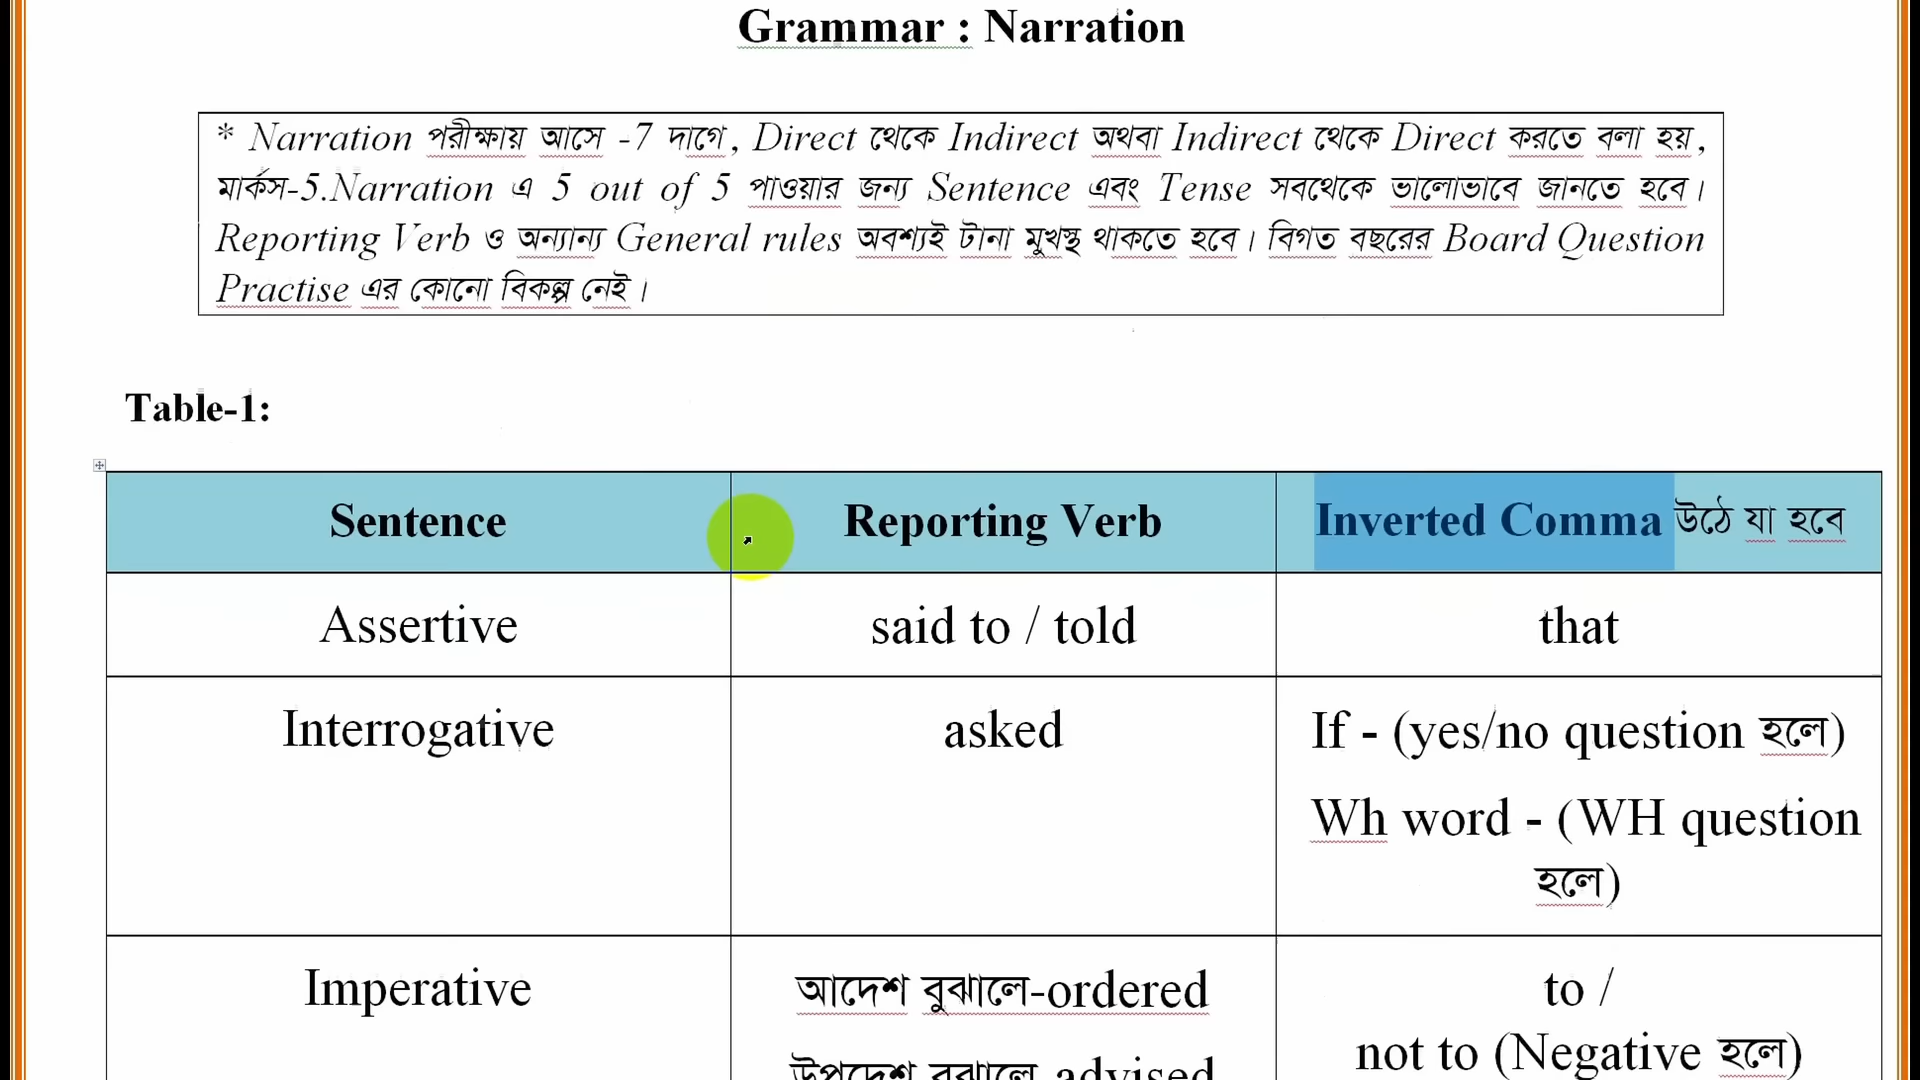 Grammar : Narration
* Narration পরীক্ষায় আসে -7 দাগে, Direct থেকে Indirect অথবা Indirect থেকে Direct করতে বলা হয়,
মার্কস-5.Narration এ 5 out of 5 পাওয়ার জন্য Sentence এবং Tense সবথেকে ভালোভাবে জানতে হবে।
Reporting Verb ও অন্যান্য General rules অবশ্যই টানা মুখস্থ থাকতে হবে। বিগত বছরের Board Question
Practise এর কোনো বিকল্প নেই।
Table-1:
Sentence Reporting Verb Inverted Comma উঠে যা হবে
Assertive said to / told that
Interrogative asked If - (yes/no question হলে)
Wh word - (WH question
হলে)
Imperative আদেশ বুঝালে-ordered to /
not to (Negative হলে)
উপদেশ বুঝালে advised